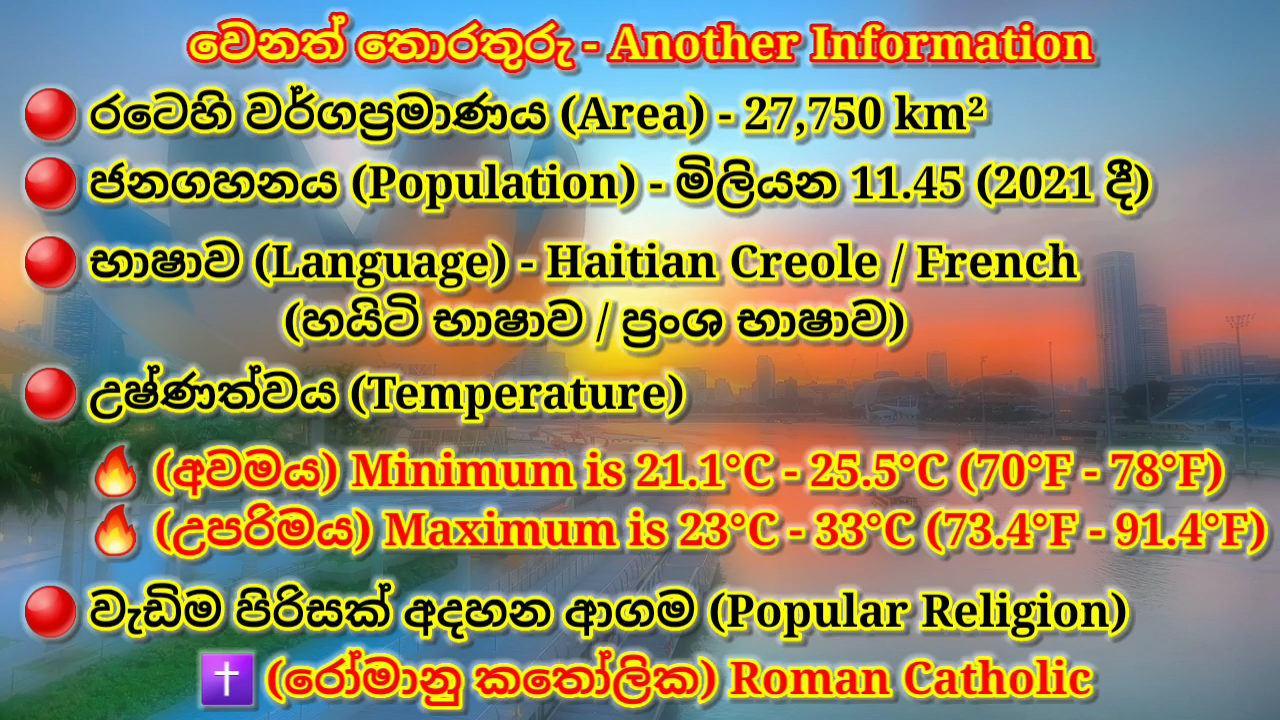 වෙනත් තොරතුරු - Another Information
රටෙහි වර්ගප්‍රමාණය (Area) - 27,750 km²
ජනගහනය (Population) - මිලියන 11.45 (2021 දී)
භාෂාව (Language) - Haitian Creole / French
(හයිටි භාෂාව / ප්‍රංශ භාෂාව)
උෂ්ණත්වය (Temperature)
(අවමය) Minimum is 21.1°C - 25.5°C (70°F - 78°F)
(උපරිමය) Maximum is 23°C - 33°C (73.4°F - 91.4°F)
වැඩිම පිරිසක් අදහන ආගම (Popular Religion)
(රෝමානු කතෝලික) Roman Catholic